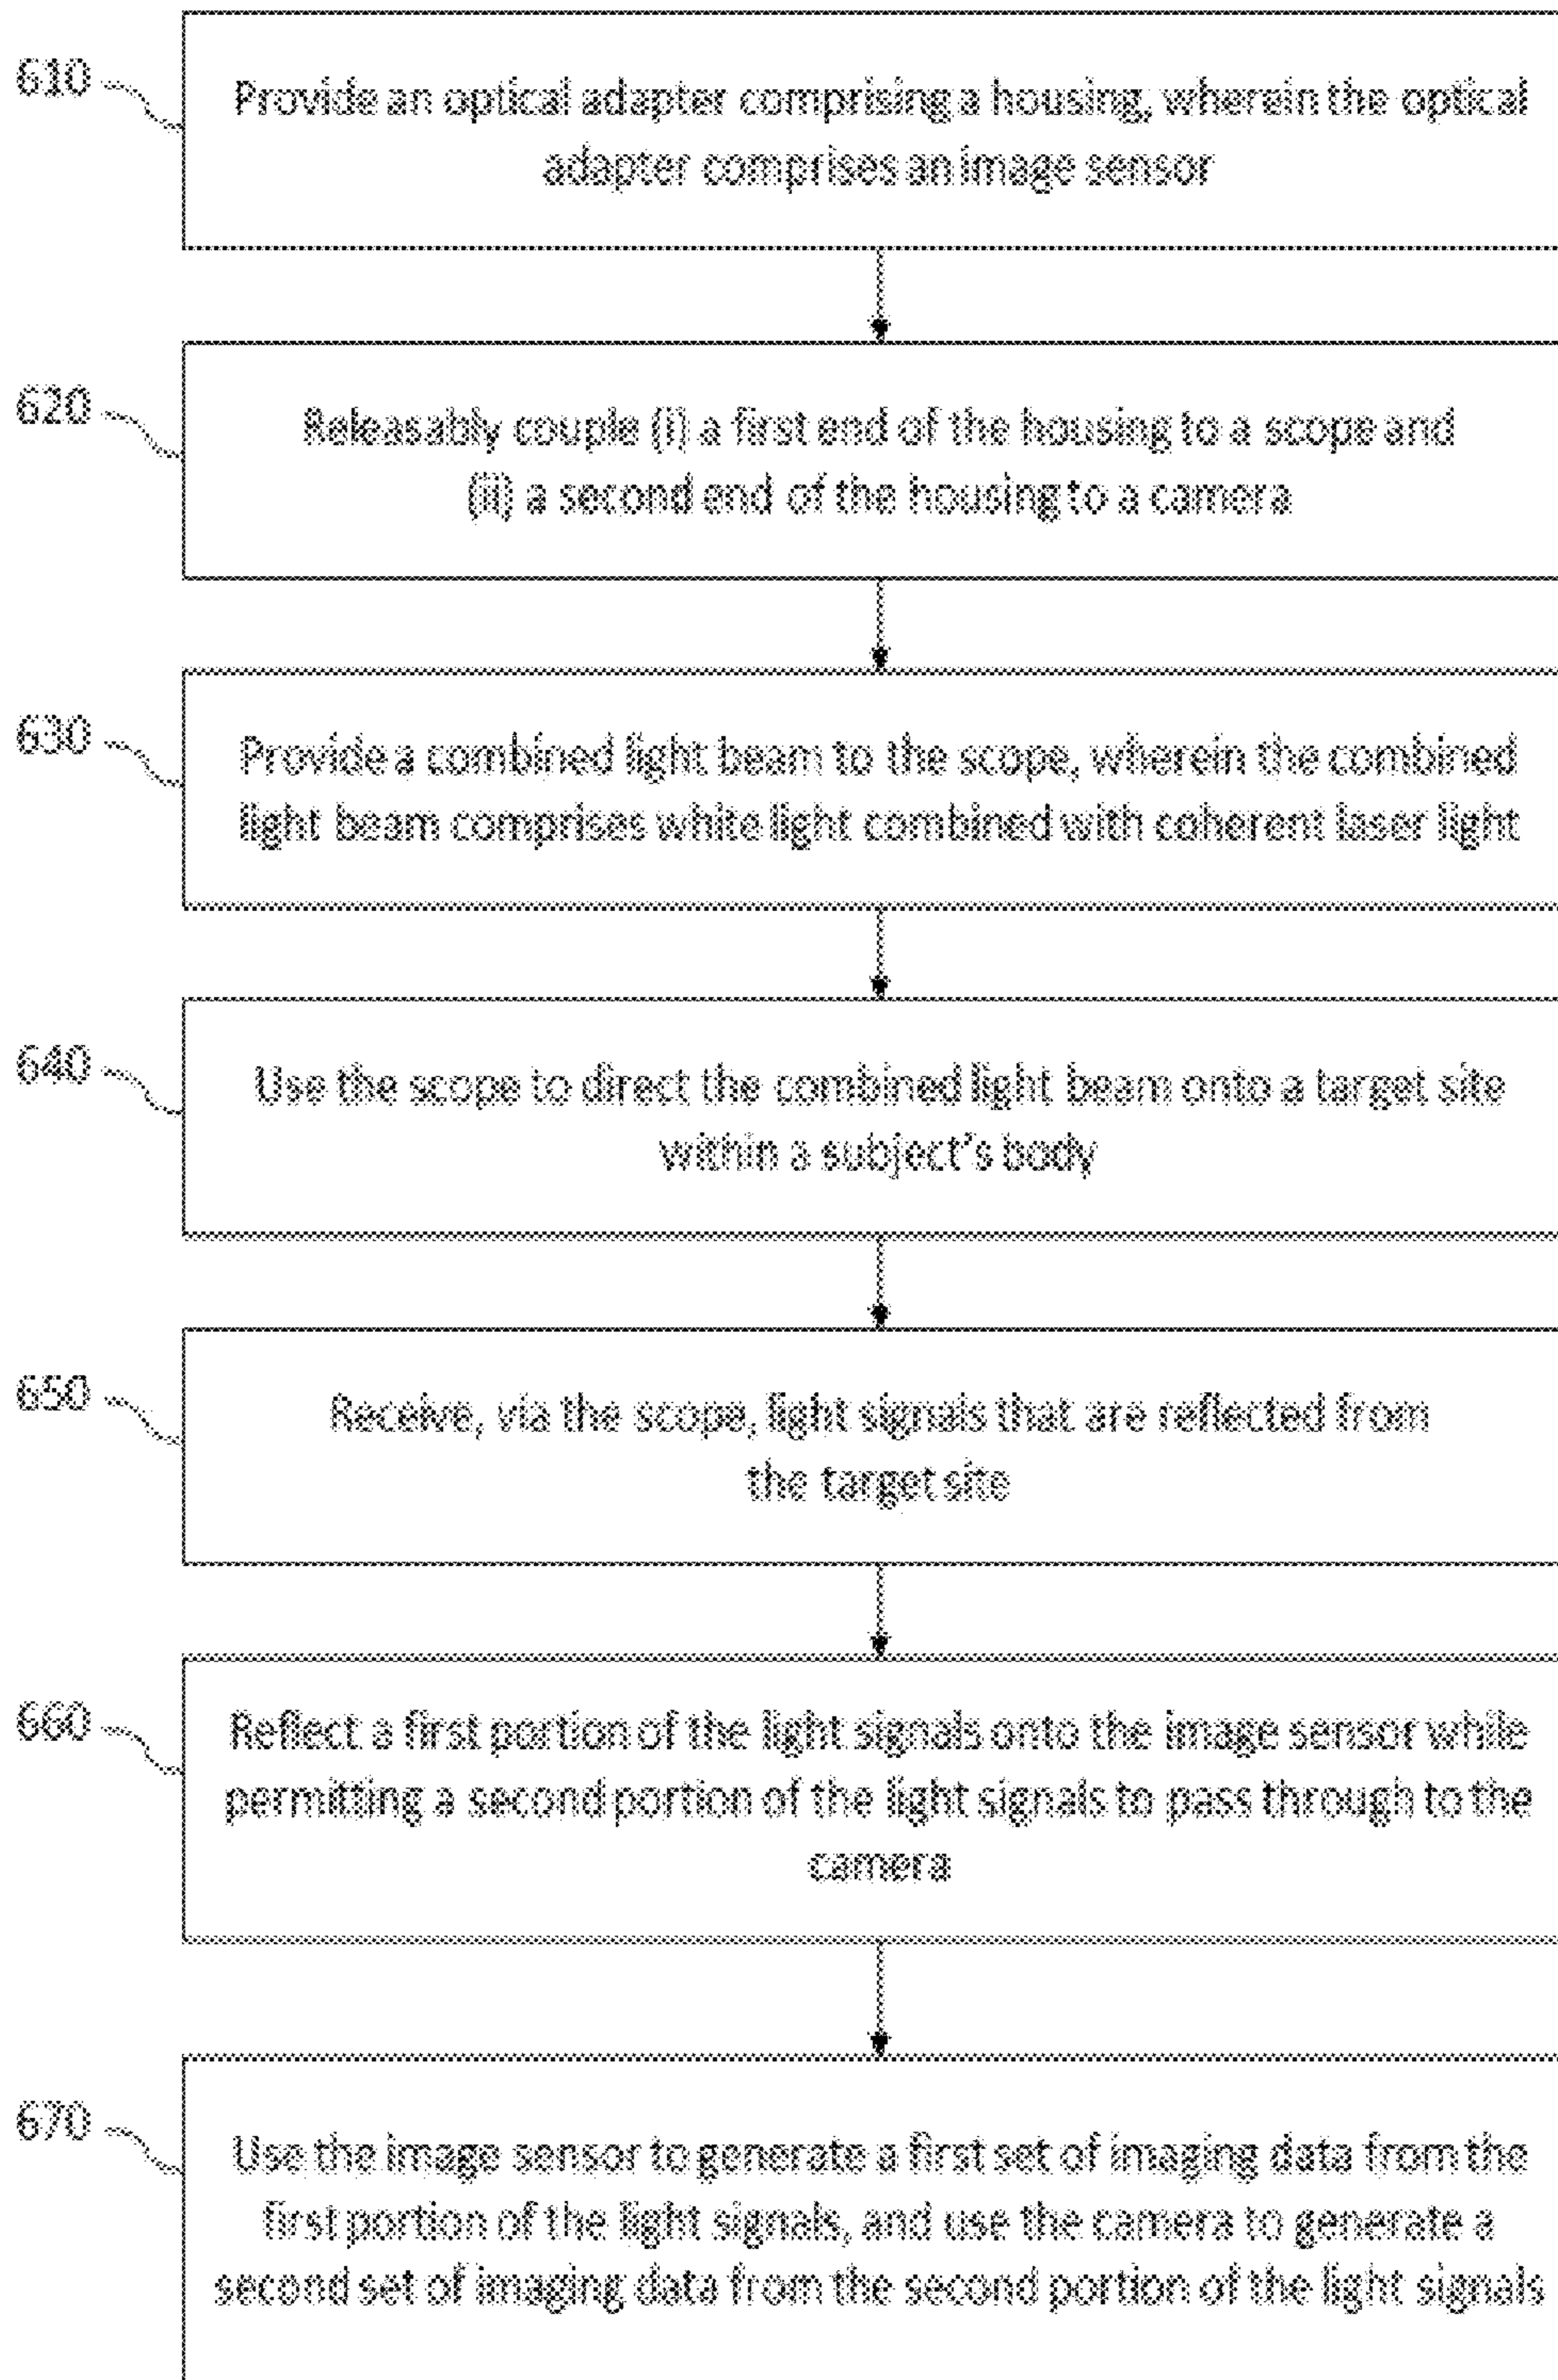 610
Provide an optical adapter comprising a housing, wherein the optical
adapter comprises an image sensor
620
Releasably couple (i) a first end of the housing to a scope and
(ii) a second end of the housing to a camera
630
Provide a combined light beam to the scope, wherein the combined
light beam comprises white light combined with coherent laser light
640
Use the scope to direct the combined light beam onto a target site
within a subject's body
650
Receive, via the scope, light signals that are reflected from
the target site
660
Reflect a first portion of the light signals onto the image sensor while
permitting a second portion of the light signals to pass through to the
camera
670
Use the image sensor to generate a first set of imaging data from the
first portion of the light signals, and use the camera to generate a
second set of imaging data from the second portion of the light signals